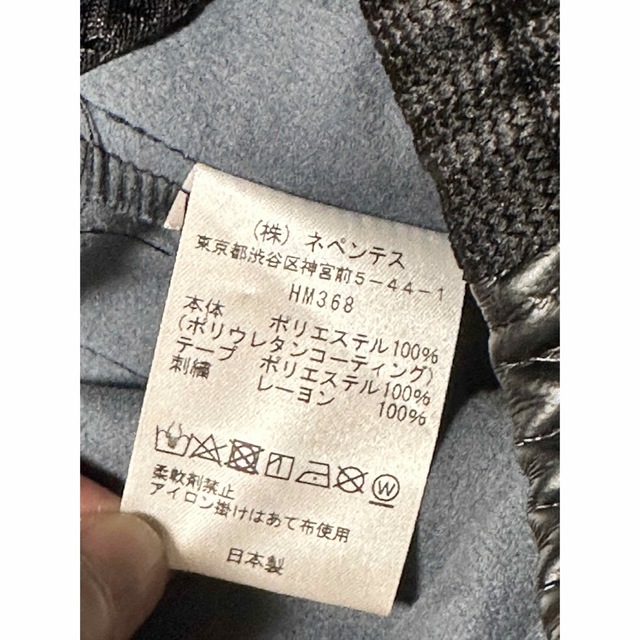 （株）ネペンテス
東京都渋谷区神宮前5-44-1
HM368
本体 ポリエステル100%
(ポリウレタンコーティング)
テープ ポリエステル100%
刺繍 レーヨン 100%
W
柔軟剤禁止
アイロン掛けはあて布使用
日本製